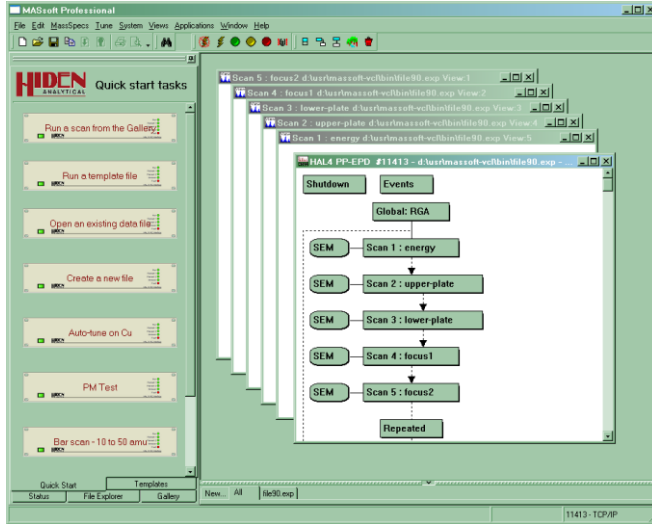 MASsoft Professional
File Edit MassSpecs Tune System Views Applications Window Help
HIDEN
ANALYTICAL
Quick start tasks
Run a scan from the Gallery
Run a template file
Open an existing data file
Create a new file
Auto-tune on Cu
PM Test
Bar scan - 10 to 50 amu
Quick Start Templates
Status File Explorer Gallery
Scan 5 : focus2 d:\usr\massoft-vcl\bin\file90.exp View:1
Scan 4 : focus1 d:\usr\massoft-vcl\bin\file90.exp View:2
Scan 3 : lower-plate d:\usr\massoft-vcl\bin\file90.exp View:3
Scan 2 : upper-plate d:\usr\massoft-vcl\bin\file90.exp View:4
Scan 1 : energy d:\usr\massoft-vcl\bin\file90.exp View:5
HAL4 PP-EPD #11413 - d:\usr\massoft-vcl\bin\file90.exp - ...
Shutdown Events
Global: RGA
SEM Scan 1 : energy
SEM Scan 2 : upper-plate
SEM Scan 3 : lower-plate
SEM Scan 4 : focus1
SEM Scan 5 : focus2
Repeated
New... All file90.exp
11413 - TCP/IP